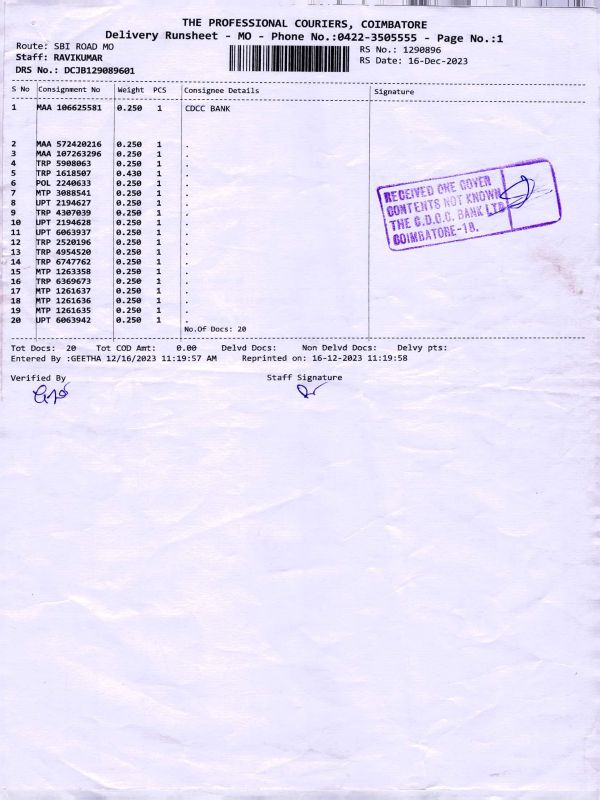 THE PROFESSIONAL COURIERS, COIMBATORE
Delivery Runsheet - MO - Phone No.:0422-3505555 - Page No.:1
Route: SBI ROAD MO
RS No.: 1290896
Staff: RAVIKUMAR
RS Date: 16-Dec-2023
DRS No.: DCJB129089601
S No Consignment No Weight PCS Consignee Details Signature
1 MAA 106625581 0.250 1 CDCC BANK
2 MAA 572420216 0.250 1 .
3 MAA 107263296 0.250 1 .
4 TRP 5908063 0.250 1 .
5 TRP 1618507 0.430 1 .
6 POL 2240633 0.250 1 .
7 MTP 3088541 0.250 1 .
8 UPT 2194627 0.250 1 .
9 TRP 4307039 0.250 1 .
10 UPT 2194628 0.250 1 .
11 UPT 6063937 0.250 1 .
12 TRP 2520196 0.250 1 .
13 TRP 4954520 0.250 1 .
14 TRP 6747762 0.250 1 .
15 MTP 1263358 0.250 1 .
16 TRP 6369673 0.250 1 .
17 MTP 1261637 0.250 1 .
18 MTP 1261636 0.250 1 .
19 MTP 1261635 0.250 1 .
20 UPT 6063942 0.250 1 .
No.Of Docs: 20
RECEIVED ONE COVER
CONTENTS NOT KNOWN
THE C.D.C.C. BANK LTD
COIMBATORE-18.
Tot Docs: 20 Tot COD Amt: 0.00 Delvd Docs: Non Delvd Docs: Delvy pts:
Entered By :GEETHA 12/16/2023 11:19:57 AM Reprinted on: 16-12-2023 11:19:58
Verified By Staff Signature